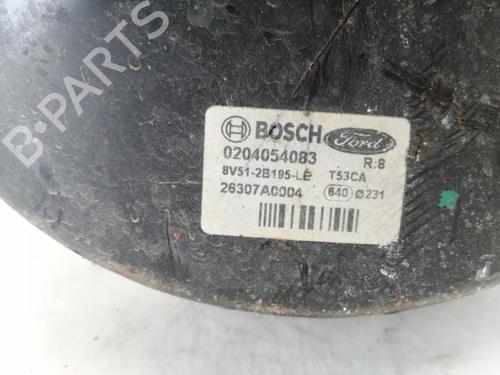 B-PARTS
BOSCH Ford
0204054083 R:8
8V51-2B195-LE T53CA
26307A0004 640 Ø231